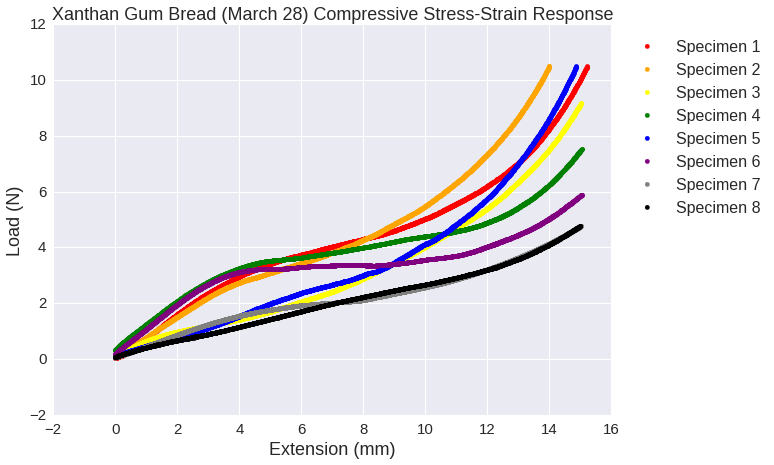 Xanthan Gum Bread (March 28) Compressive Stress-Strain Response
12
10
8
6
4
2
0
−2
Load (N)
−2 0 2 4 6 8 10 12 14 16
Extension (mm)
Specimen 1
Specimen 2
Specimen 3
Specimen 4
Specimen 5
Specimen 6
Specimen 7
Specimen 8